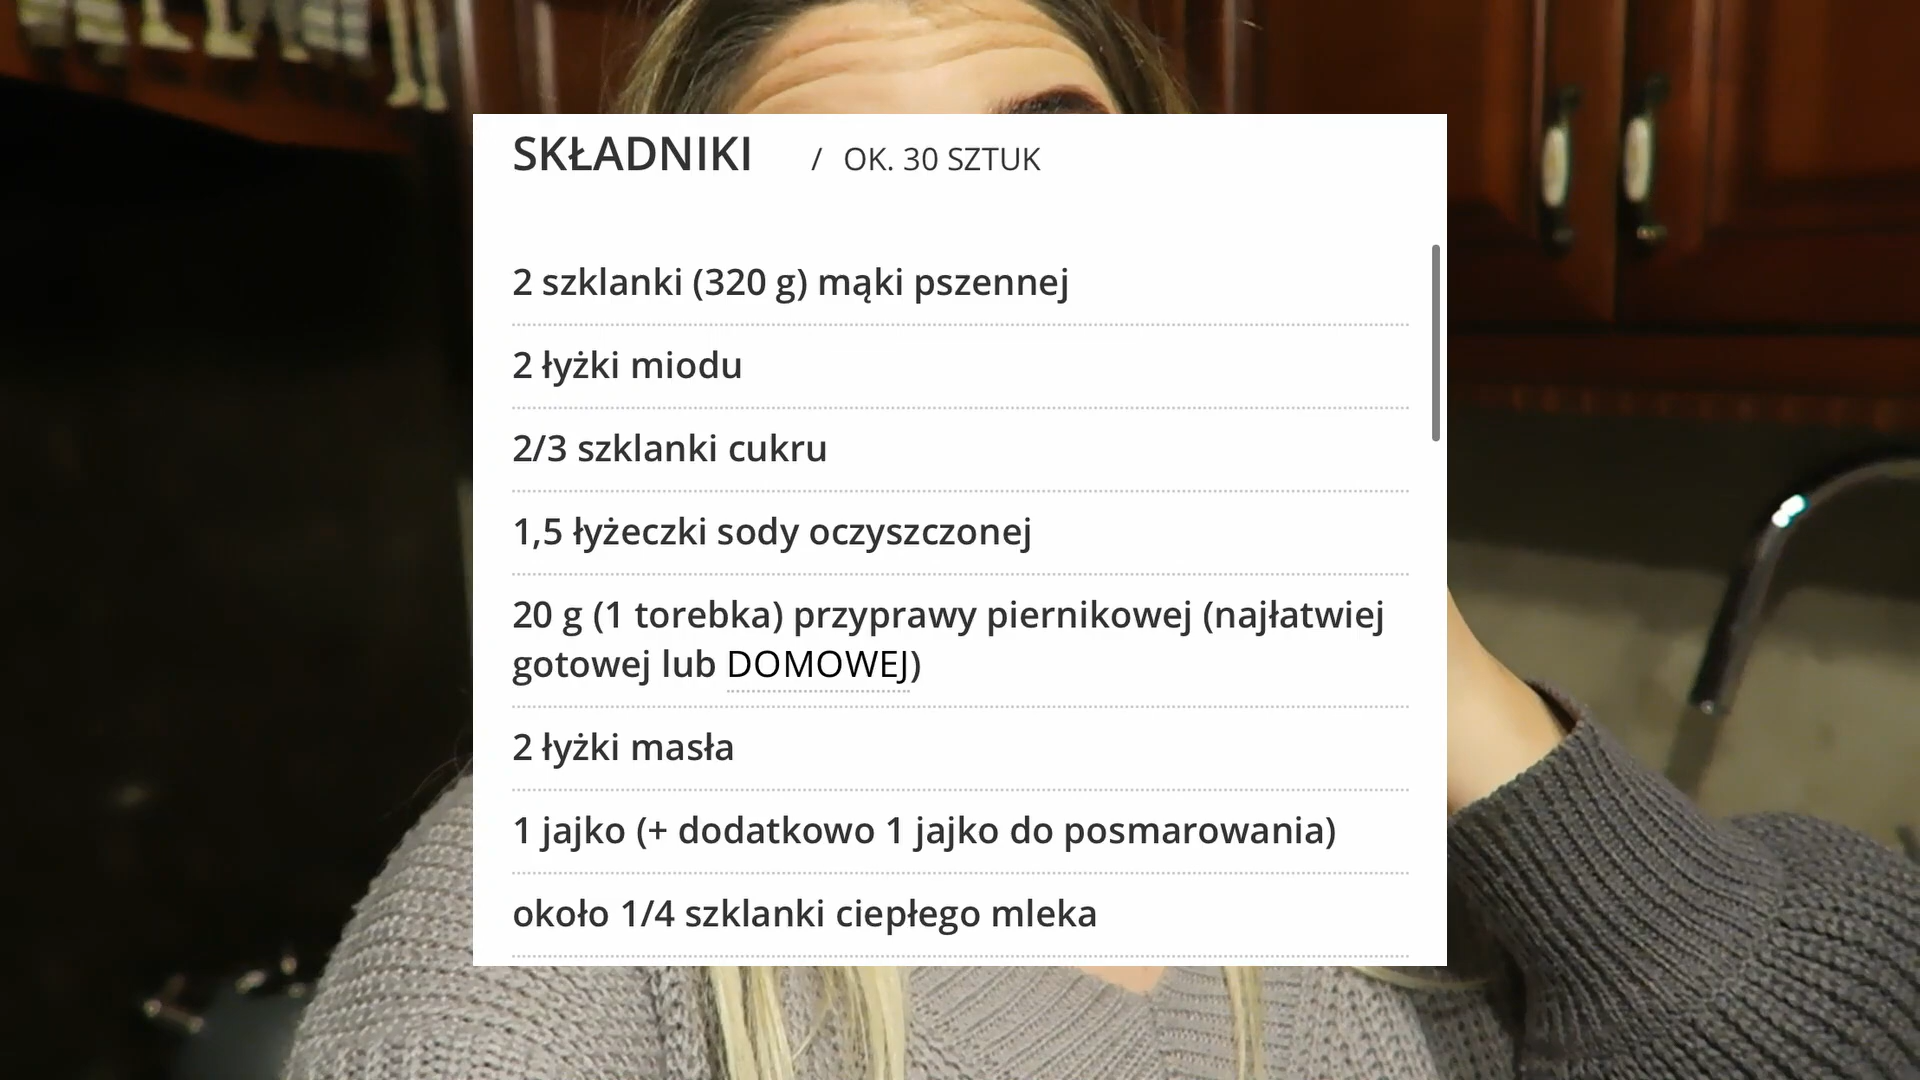 SKŁADNIKI / OK. 30 SZTUK
2 szklanki (320 g) mąki pszennej
2 łyżki miodu
2/3 szklanki cukru
1,5 łyżeczki sody oczyszczonej
20 g (1 torebka) przyprawy piernikowej (najłatwiej
gotowej lub DOMOWEJ)
2 łyżki masła
1 jajko (+ dodatkowo 1 jajko do posmarowania)
około 1/4 szklanki ciepłego mleka